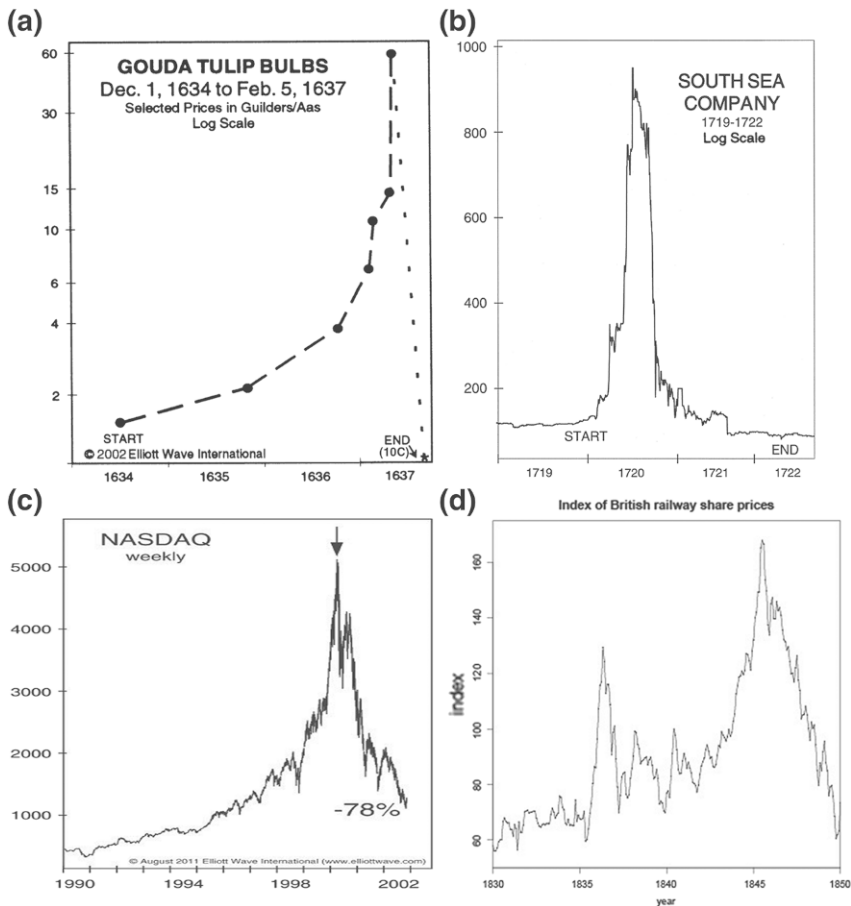 (a)
60
30
15
10
6
4
2
GOUDA TULIP BULBS
Dec. 1, 1634 to Feb. 5, 1637
Selected Prices in Guilders/Aas
Log Scale
START
© 2002 Elliott Wave International
END
(10C)
*
1634
1635
1636
1637
(b)
1000
800
600
400
200
SOUTH SEA
COMPANY
1719-1722
Log Scale
START
END
1719
1720
1721
1722
(c)
NASDAQ
weekly
5000
4000
3000
2000
1000
-78%
© August 2011 Elliott Wave International (www.elliottwave.com)
1990
1994
1998
2002
(d)
Index of British railway share prices
index
160
140
120
100
80
60
1830
1835
1840
1845
1850
year